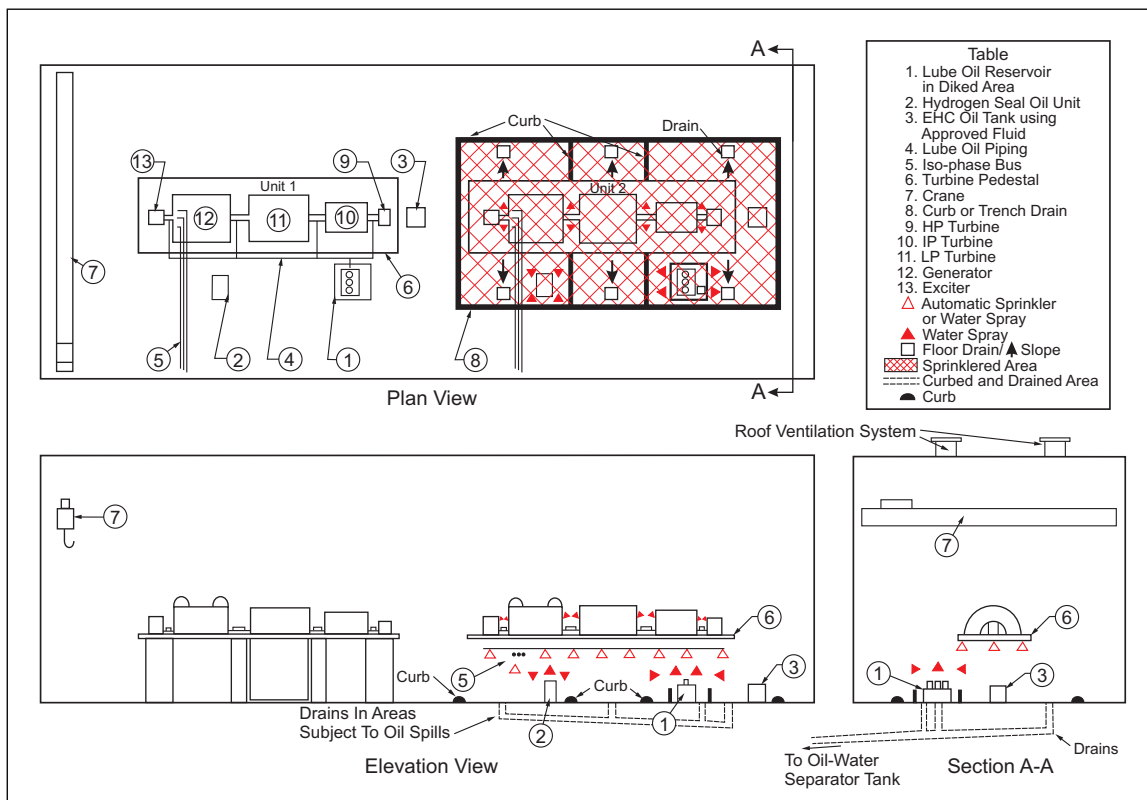 A
Curb
Drain
13
9
3
Unit 1
Unit 2
12
11
10
7
6
5
2
4
1
8
A
Plan View
Table
1. Lube Oil Reservoir
in Diked Area
2. Hydrogen Seal Oil Unit
3. EHC Oil Tank using
Approved Fluid
4. Lube Oil Piping
5. Iso-phase Bus
6. Turbine Pedestal
7. Crane
8. Curb or Trench Drain
9. HP Turbine
10. IP Turbine
11. LP Turbine
12. Generator
13. Exciter
Automatic Sprinkler
or Water Spray
Water Spray
Floor Drain/ Slope
Sprinklered Area
Curbed and Drained Area
Curb
7
6
5
3
Curb
Curb
Drains In Areas
Subject To Oil Spills
2
1
Elevation View
Roof Ventilation System
7
6
1
3
Drains
To Oil-Water
Separator Tank
Section A-A